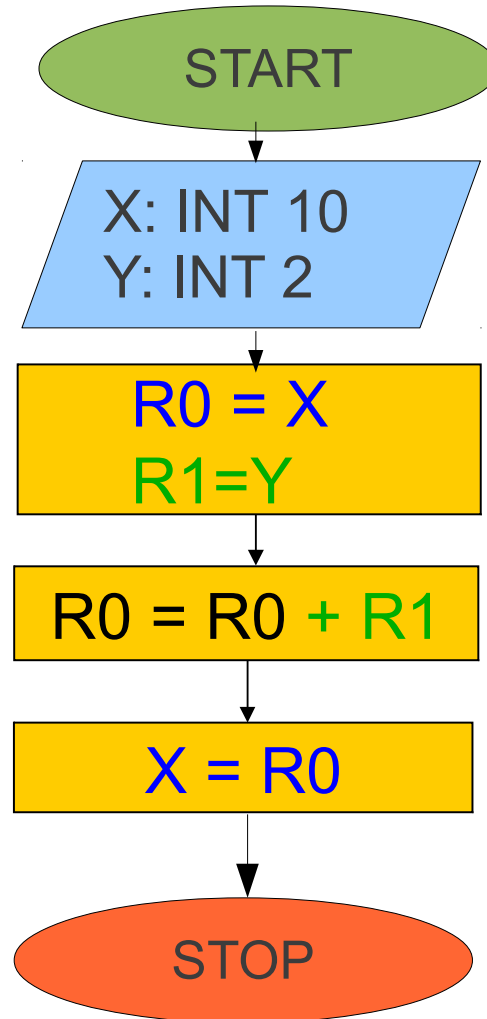 START
X: INT 10
Y: INT 2
R0 = X
R1=Y
R0 = R0 + R1
X = R0
STOP